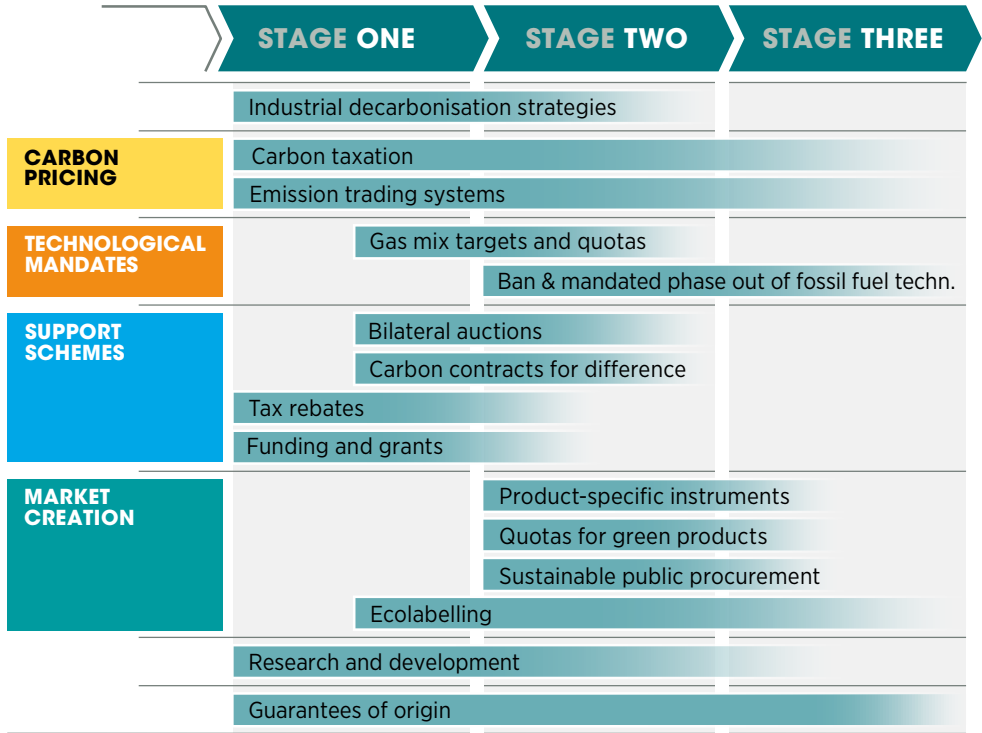 STAGE ONE
STAGE TWO
STAGE THREE
Industrial decarbonisation strategies
CARBON
PRICING
Carbon taxation
Emission trading systems
TECHNOLOGICAL
MANDATES
Gas mix targets and quotas
Ban & mandated phase out of fossil fuel techn.
SUPPORT
SCHEMES
Bilateral auctions
Carbon contracts for difference
Tax rebates
Funding and grants
MARKET
CREATION
Product-specific instruments
Quotas for green products
Sustainable public procurement
Ecolabelling
Research and development
Guarantees of origin